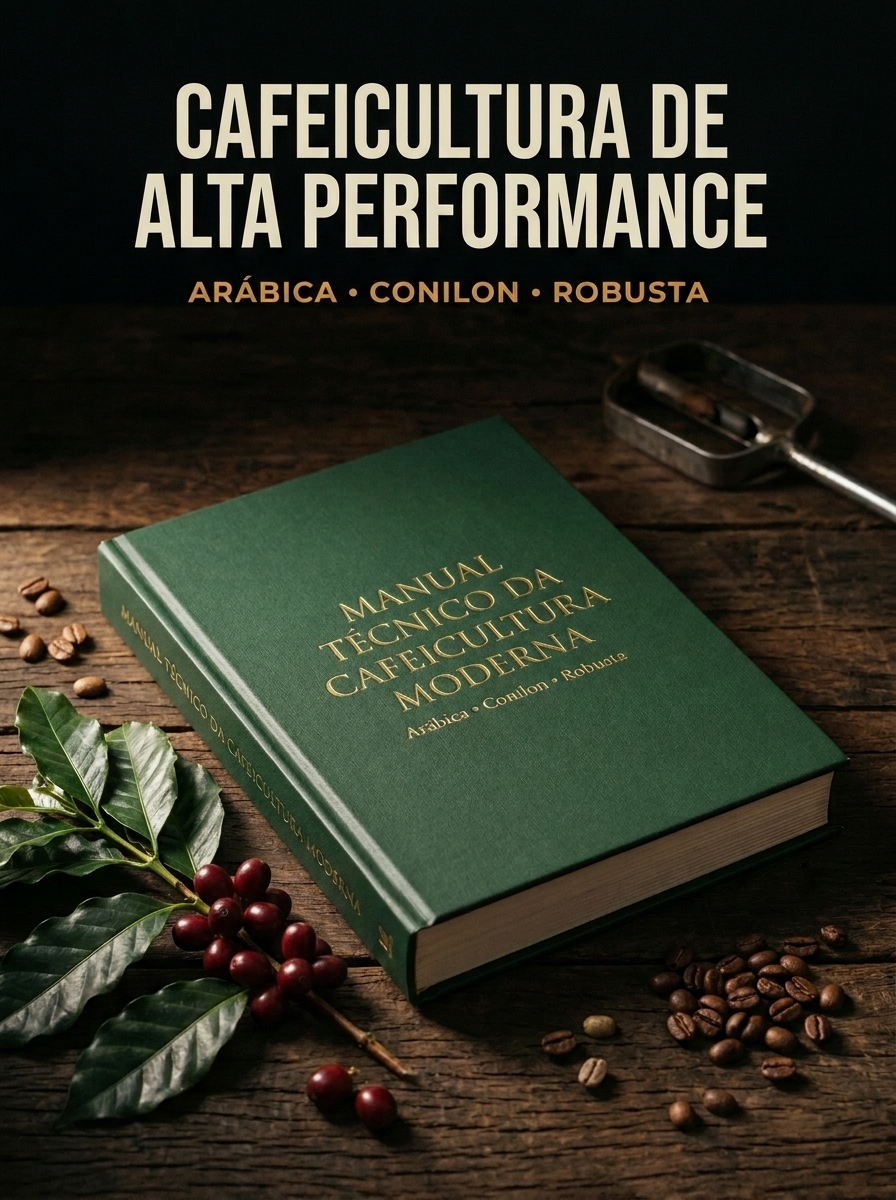 CAFEICULTURA DE
ALTA PERFORMANCE
ARÁBICA • CONILON • ROBUSTA
MANUAL
TÉCNICO DA
CAFEICULTURA
MODERNA
Arábica • Conilon • Robusta
MANUAL TÉCNICO DA CAFEICULTURA MODERNA